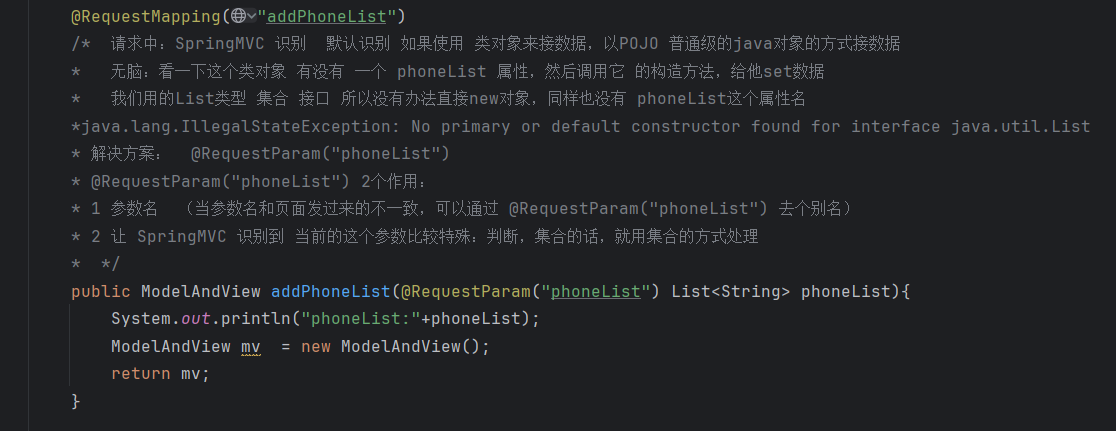 @RequestMapping("addPhoneList")
/*  请求中：SpringMVC 识别  默认识别 如果使用 类对象来接数据，以POJO 普通级的java对象的方式接数据
*   无脑：看一下这个类对象 有没有 一个 phoneList 属性，然后调用它 的构造方法，给他set数据
*   我们用的List类型 集合 接口 所以没有办法直接new对象，同样也没有 phoneList这个属性名
*java.lang.IllegalStateException: No primary or default constructor found for interface java.util.List
* 解决方案：  @RequestParam("phoneList")
* @RequestParam("phoneList") 2个作用：
* 1 参数名  （当参数名和页面发过来的不一致，可以通过 @RequestParam("phoneList") 去个别名）
* 2 让 SpringMVC 识别到 当前的这个参数比较特殊：判断，集合的话，就用集合的方式处理
*  */
public ModelAndView addPhoneList(@RequestParam("phoneList") List<String> phoneList){
    System.out.println("phoneList:"+phoneList);
    ModelAndView mv  = new ModelAndView();
    return mv;
}